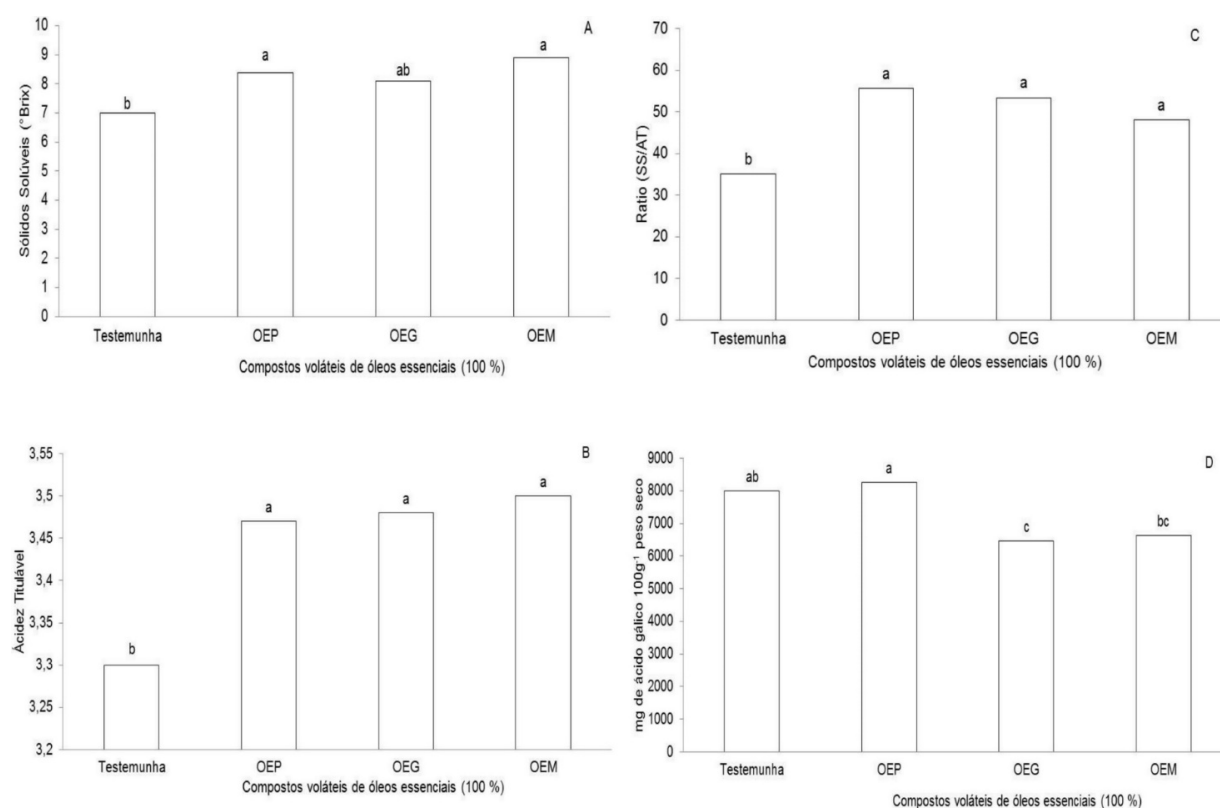 A
Sólidos Solúveis (°Brix)
10
9
8
7
6
5
4
3
2
1
0
b
a
ab
a
Testemunha OEP OEG OEM
Compostos voláteis de óleos essenciais (100 %)
C
Ratio (SS/AT)
70
60
50
40
30
20
10
0
b
a
a
a
Testemunha OEP OEG OEM
Compostos voláteis de óleos essenciais (100 %)
B
Ácidez Titulável
3,55
3,5
3,45
3,4
3,35
3,3
3,25
3,2
b
a
a
a
Testemunha OEP OEG OEM
Compostos voláteis de óleos essenciais (100 %)
D
mg de ácido gálico 100g⁻¹ peso seco
9000
8000
7000
6000
5000
4000
3000
2000
1000
0
ab
a
c
bc
Testemunha OEP OEG OEM
Compostos voláteis de óleos essenciais (100 %)